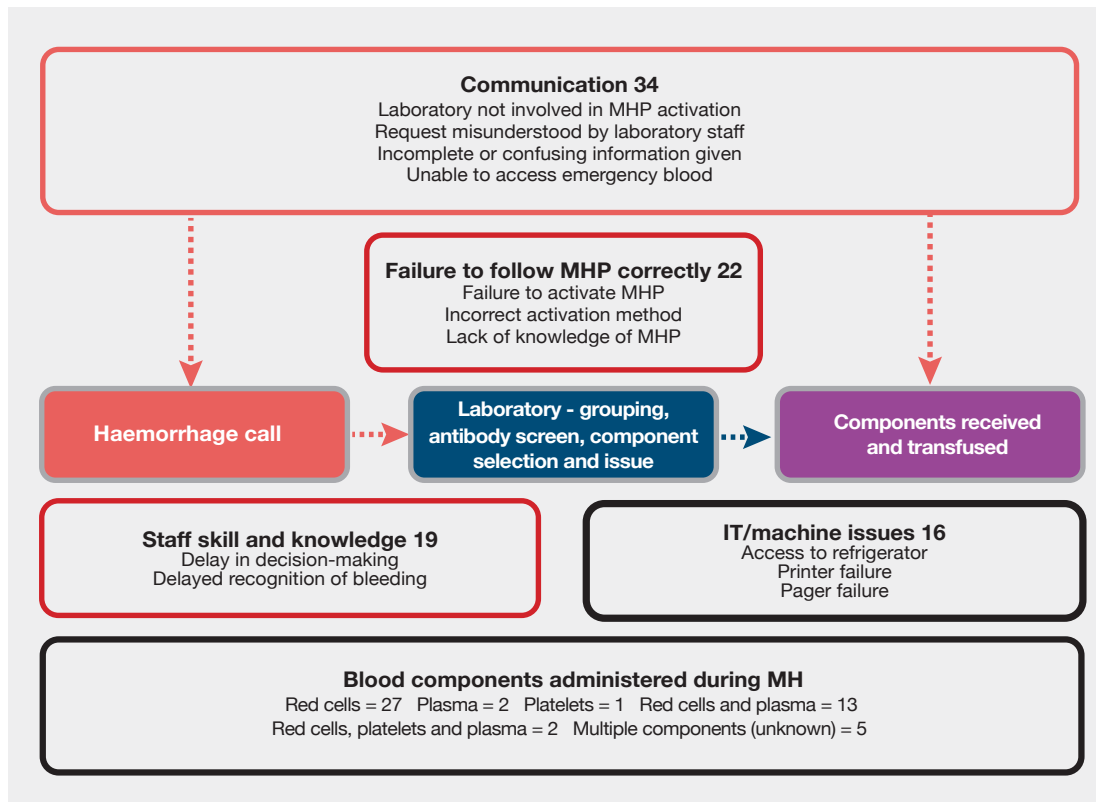 Communication 34
Laboratory not involved in MHP activation
Request misunderstood by laboratory staff
Incomplete or confusing information given
Unable to access emergency blood
Failure to follow MHP correctly 22
Failure to activate MHP
Incorrect activation method
Lack of knowledge of MHP
Haemorrhage call
Laboratory - grouping,
antibody screen, component
selection and issue
Components received
and transfused
Staff skill and knowledge 19
Delay in decision-making
Delayed recognition of bleeding
IT/machine issues 16
Access to refrigerator
Printer failure
Pager failure
Blood components administered during MH
Red cells = 27 Plasma = 2 Platelets = 1 Red cells and plasma = 13
Red cells, platelets and plasma = 2 Multiple components (unknown) = 5